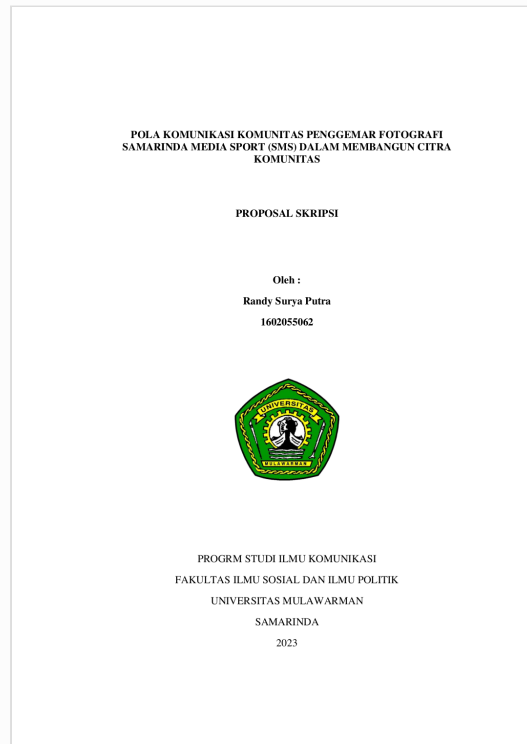 POLA KOMUNIKASI KOMUNITAS PENGGEMAR FOTOGRAFI
SAMARINDA MEDIA SPORT (SMS) DALAM MEMBANGUN CITRA
KOMUNITAS
PROPOSAL SKRIPSI
Oleh :
Randy Surya Putra
1602055062
UNIVERSITAS
MULAWARMAN
PROGRM STUDI ILMU KOMUNIKASI
FAKULTAS ILMU SOSIAL DAN ILMU POLITIK
UNIVERSITAS MULAWARMAN
SAMARINDA
2023